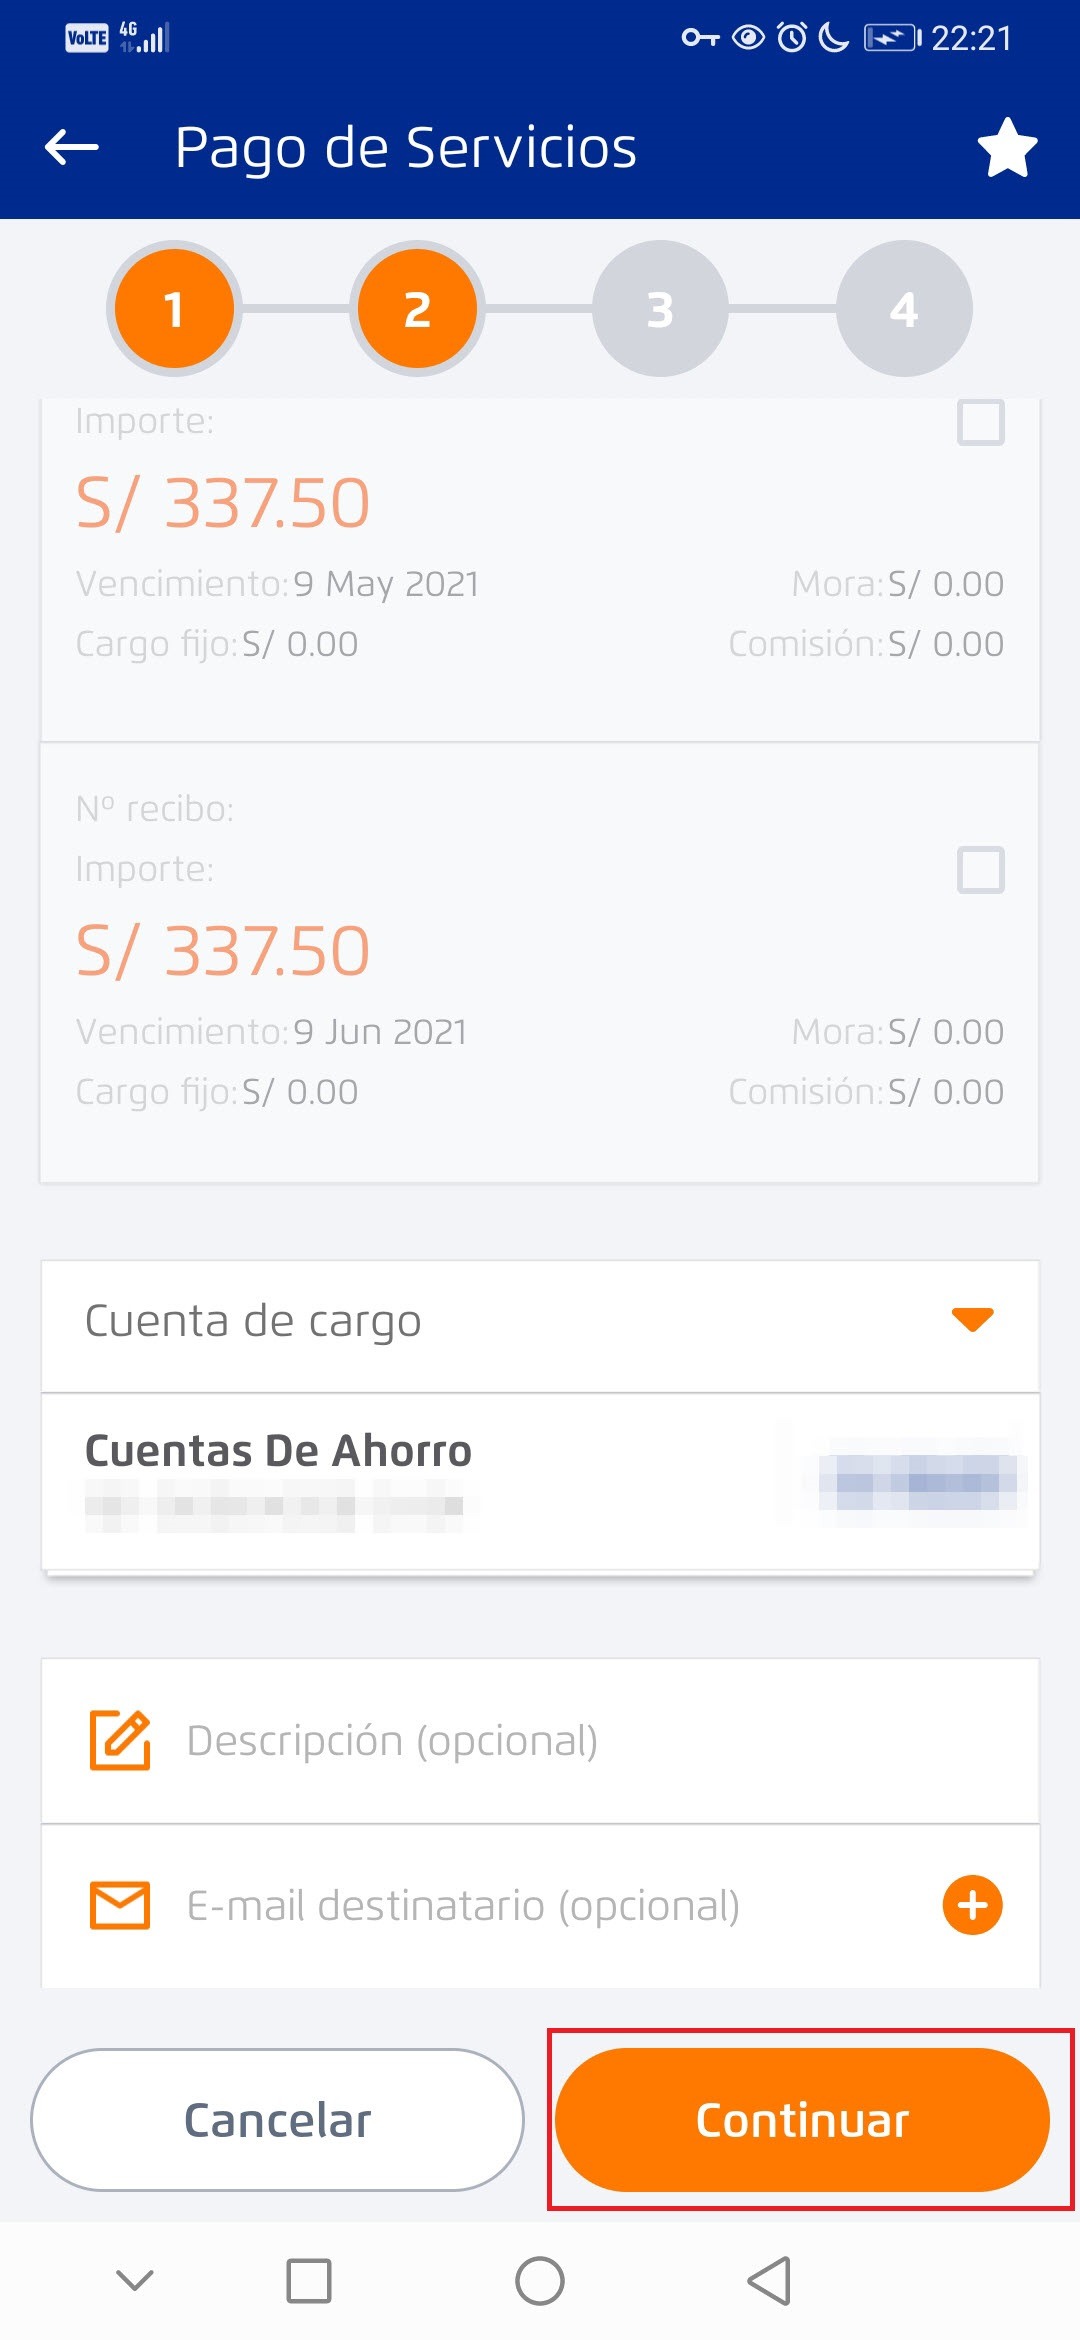 VoLTE 4G 22:21
Pago de Servicios
1 2 3 4
Importe:
S/ 337.50
Vencimiento: 9 May 2021 Mora: S/ 0.00
Cargo fijo: S/ 0.00 Comisión: S/ 0.00
Nº recibo:
Importe:
S/ 337.50
Vencimiento: 9 Jun 2021 Mora: S/ 0.00
Cargo fijo: S/ 0.00 Comisión: S/ 0.00
Cuenta de cargo
Cuentas De Ahorro
Descripción (opcional)
E-mail destinatario (opcional)
Cancelar Continuar